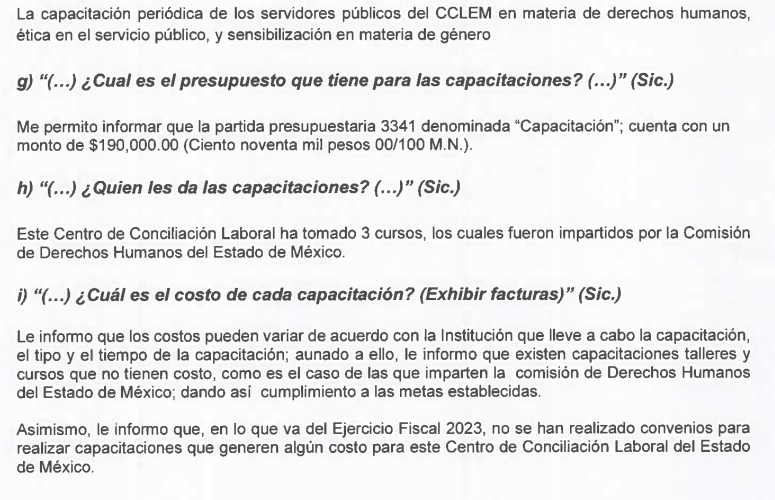 La capacitación periódica de los servidores públicos del CCLEM en materia de derechos humanos,
ética en el servicio público, y sensibilización en materia de género
g) “(...) ¿Cual es el presupuesto que tiene para las capacitaciones? (...)” (Sic.)
Me permito informar que la partida presupuestaria 3341 denominada “Capacitación”; cuenta con un
monto de $190,000.00 (Ciento noventa mil pesos 00/100 M.N.).
h) “(...) ¿Quien les da las capacitaciones? (...)” (Sic.)
Este Centro de Conciliación Laboral ha tomado 3 cursos, los cuales fueron impartidos por la Comisión
de Derechos Humanos del Estado de México.
i) “(...) ¿Cuál es el costo de cada capacitación? (Exhibir facturas)” (Sic.)
Le informo que los costos pueden variar de acuerdo con la Institución que lleve a cabo la capacitación,
el tipo y el tiempo de la capacitación; aunado a ello, le informo que existen capacitaciones talleres y
cursos que no tienen costo, como es el caso de las que imparten la comisión de Derechos Humanos
del Estado de México; dando así cumplimiento a las metas establecidas.
Asimismo, le informo que, en lo que va del Ejercicio Fiscal 2023, no se han realizado convenios para
realizar capacitaciones que generen algún costo para este Centro de Conciliación Laboral del Estado
de México.